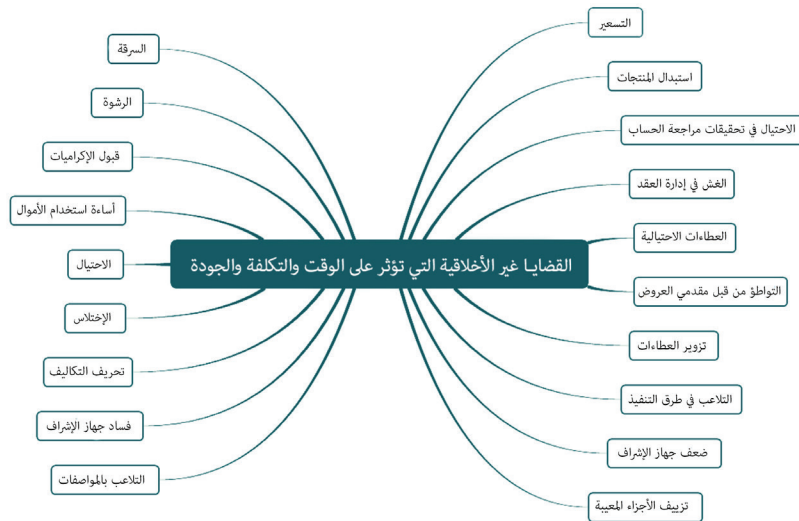 القضايا غير الأخلاقية التي تؤثر على الوقت والتكلفة والجودة
التسعير
استبدال المنتجات
الاحتيال في تحقيقات مراجعة الحساب
الغش في إدارة العقد
العطاءات الاحتيالية
التواطؤ من قبل مقدمي العروض
تزوير العطاءات
التلاعب في طرق التنفيذ
ضعف جهاز الإشراف
تزييف الأجزاء المعيبة
السرقة
الرشوة
قبول الإكراميات
أساءة استخدام الأموال
الاحتيال
الإختلاس
تحريف التكاليف
فساد جهاز الإشراف
التلاعب بالمواصفات